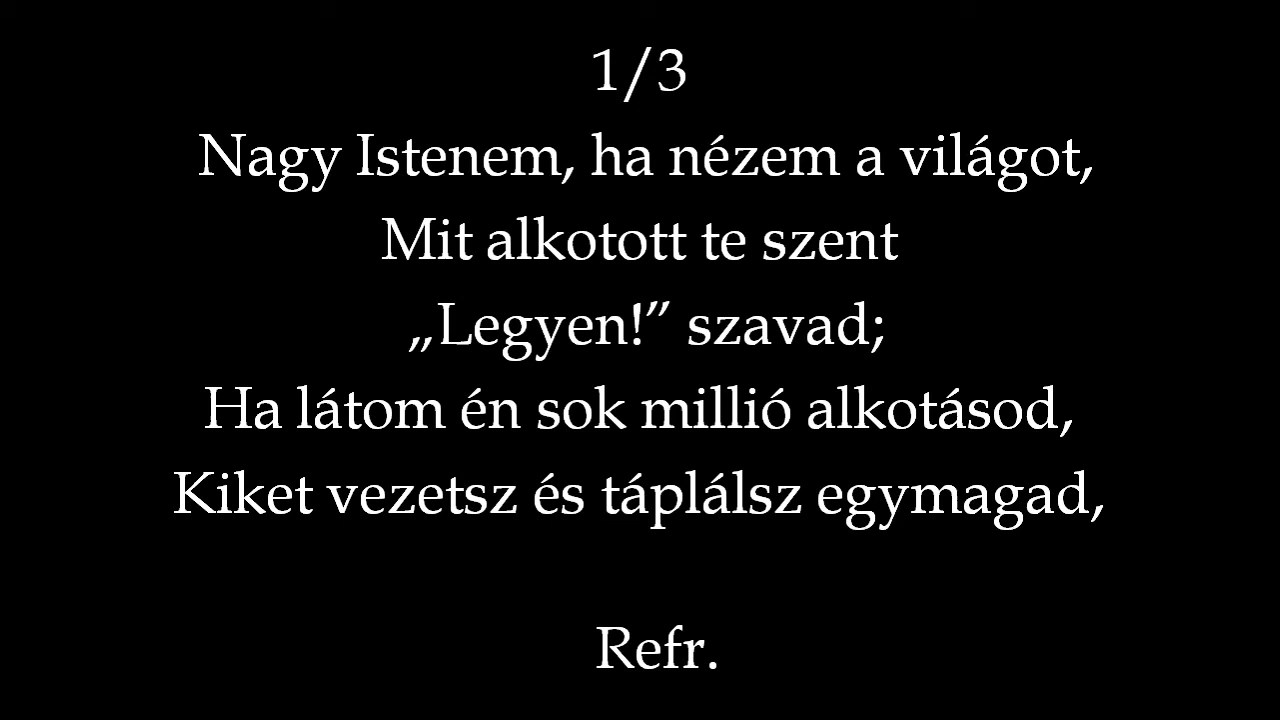 1/3
Nagy Istenem, ha nézem a világot,
Mit alkotott te szent
„Legyen!” szavad;
Ha látom én sok millió alkotásod,
Kiket vezetsz és táplálsz egymagad,
Refr.